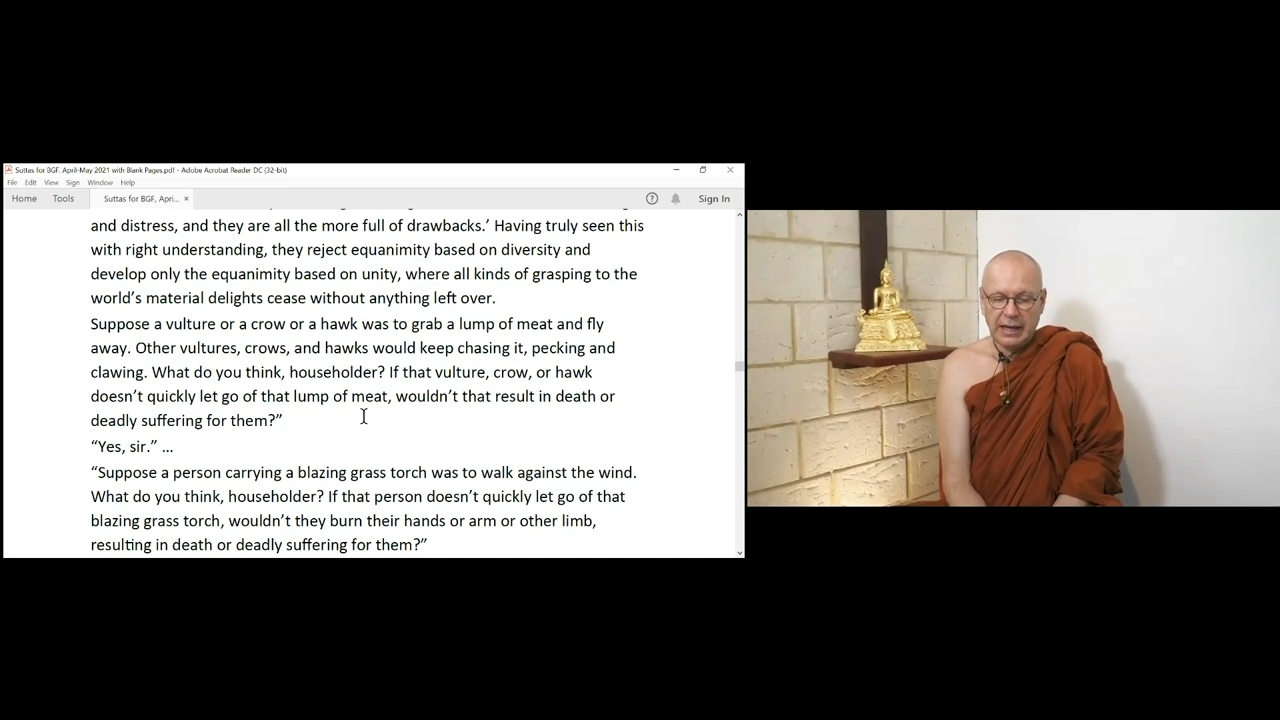 Suttas for BGF, April-May 2021 with Blank Pages.pdf - Adobe Acrobat Reader DC (32-bit)
File Edit View Sign Window Help
Home Tools Suttas for BGF, Apri... × Sign In
and distress, and they are all the more full of drawbacks.’ Having truly seen this
with right understanding, they reject equanimity based on diversity and
develop only the equanimity based on unity, where all kinds of grasping to the
world’s material delights cease without anything left over.
Suppose a vulture or a crow or a hawk was to grab a lump of meat and fly
away. Other vultures, crows, and hawks would keep chasing it, pecking and
clawing. What do you think, householder? If that vulture, crow, or hawk
doesn’t quickly let go of that lump of meat, wouldn’t that result in death or
deadly suffering for them?”
“Yes, sir.” …
“Suppose a person carrying a blazing grass torch was to walk against the wind.
What do you think, householder? If that person doesn’t quickly let go of that
blazing grass torch, wouldn’t they burn their hands or arm or other limb,
resulting in death or deadly suffering for them?”